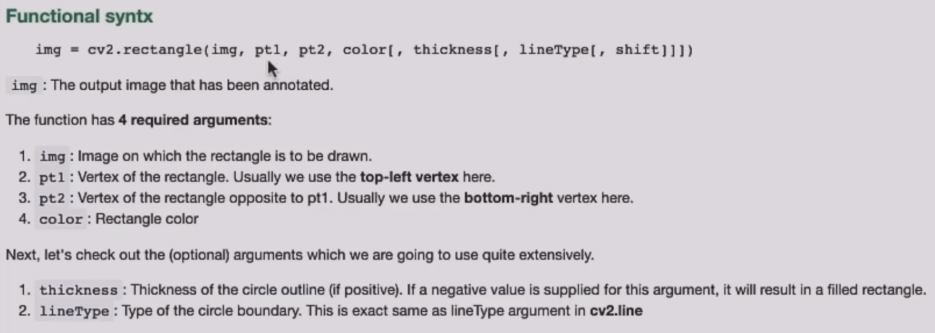 Functional syntx
img = cv2.rectangle(img, pt1, pt2, color[, thickness[, lineType[, shift]]])
img : The output image that has been annotated.
The function has 4 required arguments:
1. img : Image on which the rectangle is to be drawn.
2. pt1 : Vertex of the rectangle. Usually we use the top-left vertex here.
3. pt2 : Vertex of the rectangle opposite to pt1. Usually we use the bottom-right vertex here.
4. color : Rectangle color
Next, let's check out the (optional) arguments which we are going to use quite extensively.
1. thickness : Thickness of the circle outline (if positive). If a negative value is supplied for this argument, it will result in a filled rectangle.
2. lineType : Type of the circle boundary. This is exact same as lineType argument in cv2.line